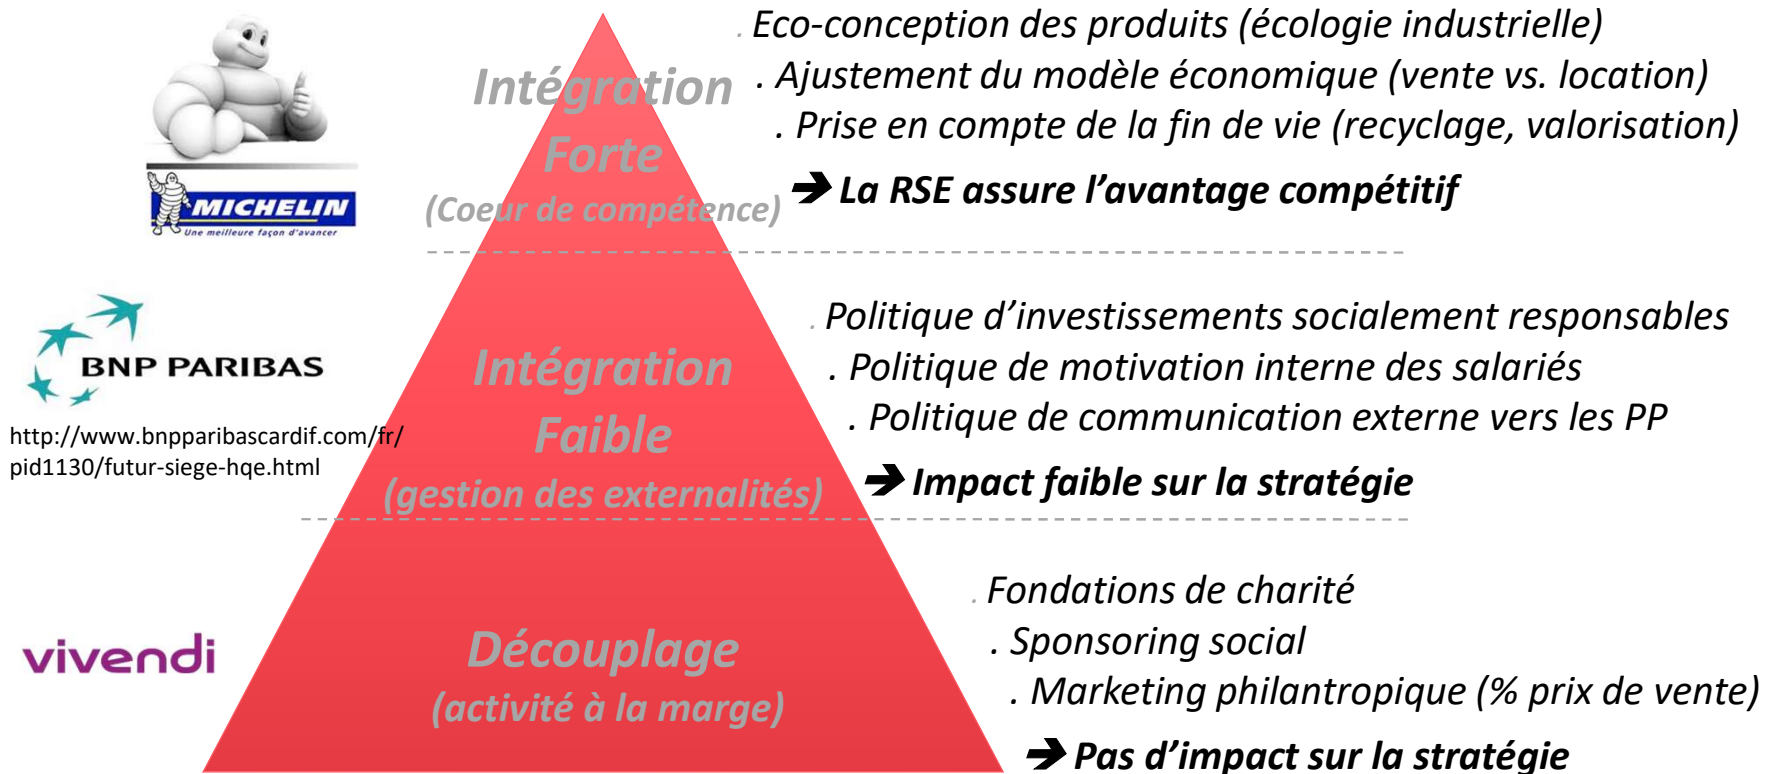 . Eco-conception des produits (écologie industrielle)
. Ajustement du modèle économique (vente vs. location)
. Prise en compte de la fin de vie (recyclage, valorisation)
➔ La RSE assure l’avantage compétitif
Intégration
Forte
(Coeur de compétence)
MICHELIN
Une meilleure façon d'avancer
. Politique d’investissements socialement responsables
. Politique de motivation interne des salariés
. Politique de communication externe vers les PP
➔ Impact faible sur la stratégie
Intégration
Faible
(gestion des externalités)
BNP PARIBAS
http://www.bnpparibascardif.com/fr/
pid1130/futur-siege-hqe.html
. Fondations de charité
. Sponsoring social
. Marketing philantropique (% prix de vente)
➔ Pas d’impact sur la stratégie
Découplage
(activité à la marge)
vivendi